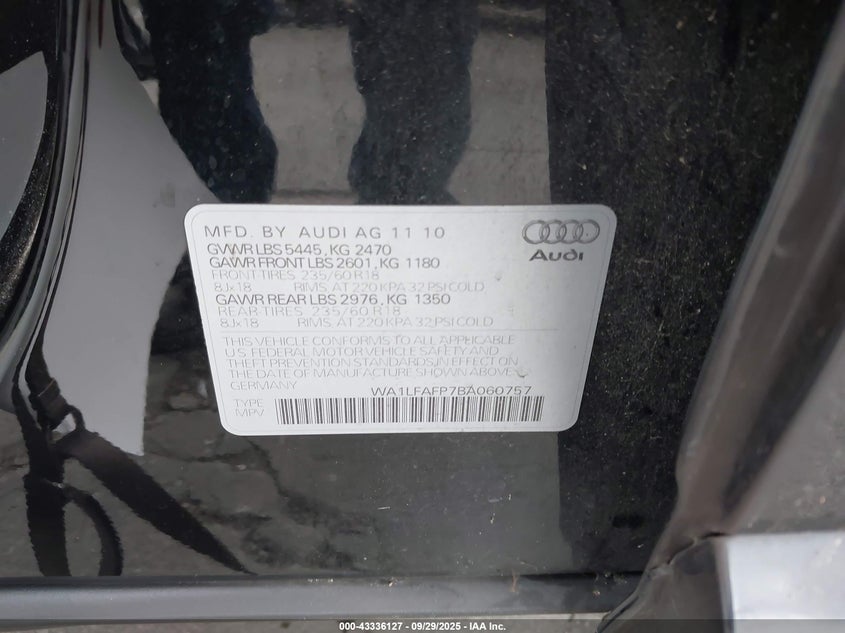 MFD. BY AUDI AG 11 10
GVWR LBS 5445, KG 2470
GAWR FRONT LBS 2601, KG 1180
FRONT TIRES 235/60 R18
8Jx18 RIMS AT 220 KPA 32 PSI COLD
GAWR REAR LBS 2976, KG 1350
REAR-TIRES 235/60 R18
8Jx18 RIMS AT 220 KPA 32 PSI COLD
Audi
THIS VEHICLE CONFORMS TO ALL APPLICABLE
U.S. FEDERAL MOTOR VEHICLE SAFETY AND
THEFT PREVENTION STANDARDS IN EFFECT ON
THE DATE OF MANUFACTURE SHOWN ABOVE.
GERMANY WA1LFAFP7BA060757
TYPE
MPV
000-43336127 - 09/29/2025 - IAA Inc.